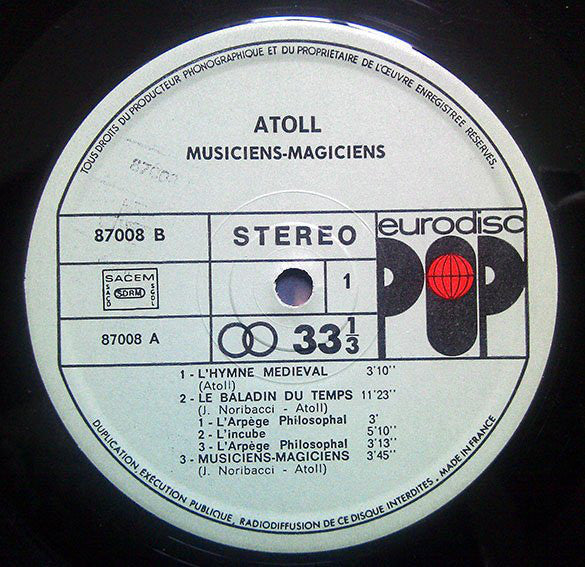 TOUS DROITS DU PRODUCTEUR PHONOGRAPHIQUE ET DU PROPRIETAIRE DE L'ŒUVRE ENREGISTREE RESERVES.
ATOLL
MUSICIENS-MAGICIENS
87008
87008 B
STEREO
eurodisc
POP
SACEM
SACD
SDRM
SGDL
1
87008 A
33 1/3
1 - L'HYMNE MEDIEVAL 3'10''
(Atoll)
2 - LE BALADIN DU TEMPS 11'23''
(J. Noribacci - Atoll)
1 - L'Arpège Philosophal 3'
2 - L'incube 5'10''
3 - L'Arpège Philosophal 3'13''
3 - MUSICIENS-MAGICIENS 3'45''
(J. Noribacci - Atoll)
DUPLICATION, EXECUTION PUBLIQUE, RADIODIFFUSION DE CE DISQUE INTERDITES. MADE IN FRANCE